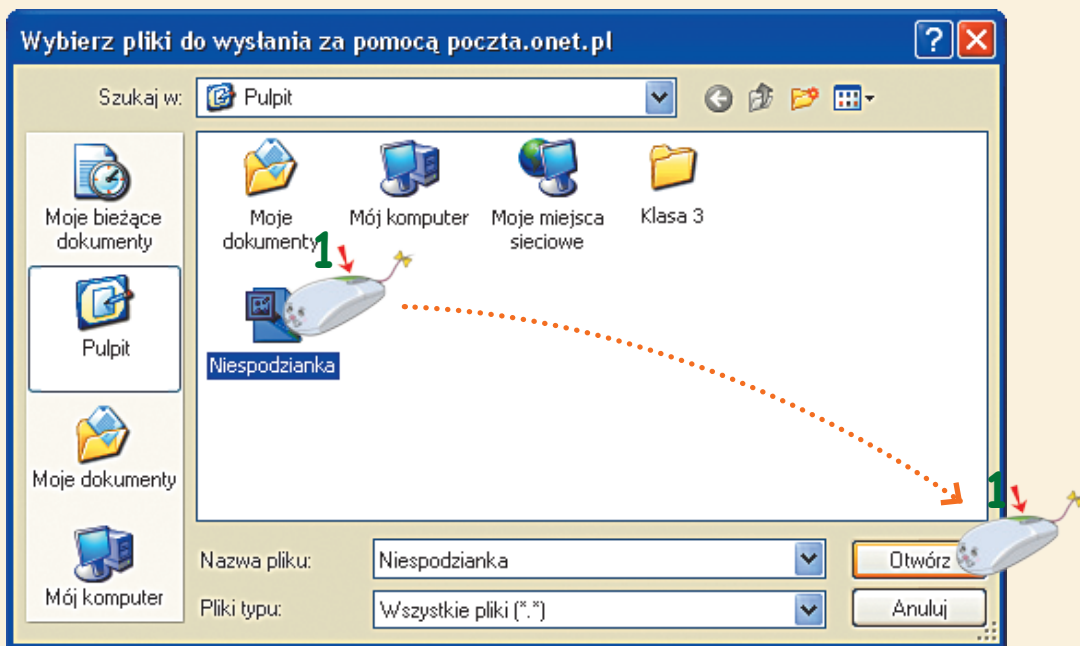 Wybierz pliki do wysłania za pomocą poczta.onet.pl
Szukaj w:
Pulpit
Moje bieżące
dokumenty
Pulpit
Moje dokumenty
Mój komputer
Moje
dokumenty
Mój komputer
Moje miejsca
sieciowe
Klasa 3
1
Niespodzianka
1
Nazwa pliku:
Niespodzianka
Otwórz
Pliki typu:
Wszystkie pliki (*.*)
Anuluj